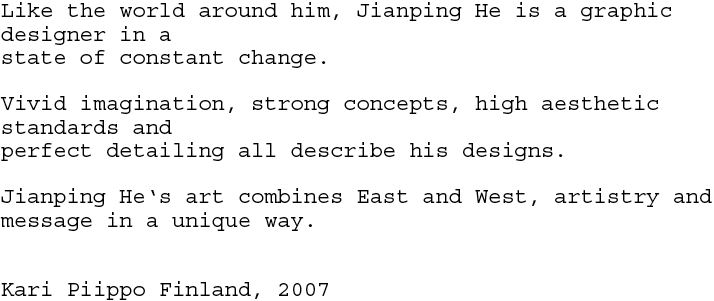 Like the world around him, Jianping He is a graphic
designer in a
state of constant change.
Vivid imagination, strong concepts, high aesthetic
standards and
perfect detailing all describe his designs.
Jianping He‘s art combines East and West, artistry and
message in a unique way.
Kari Piippo Finland, 2007